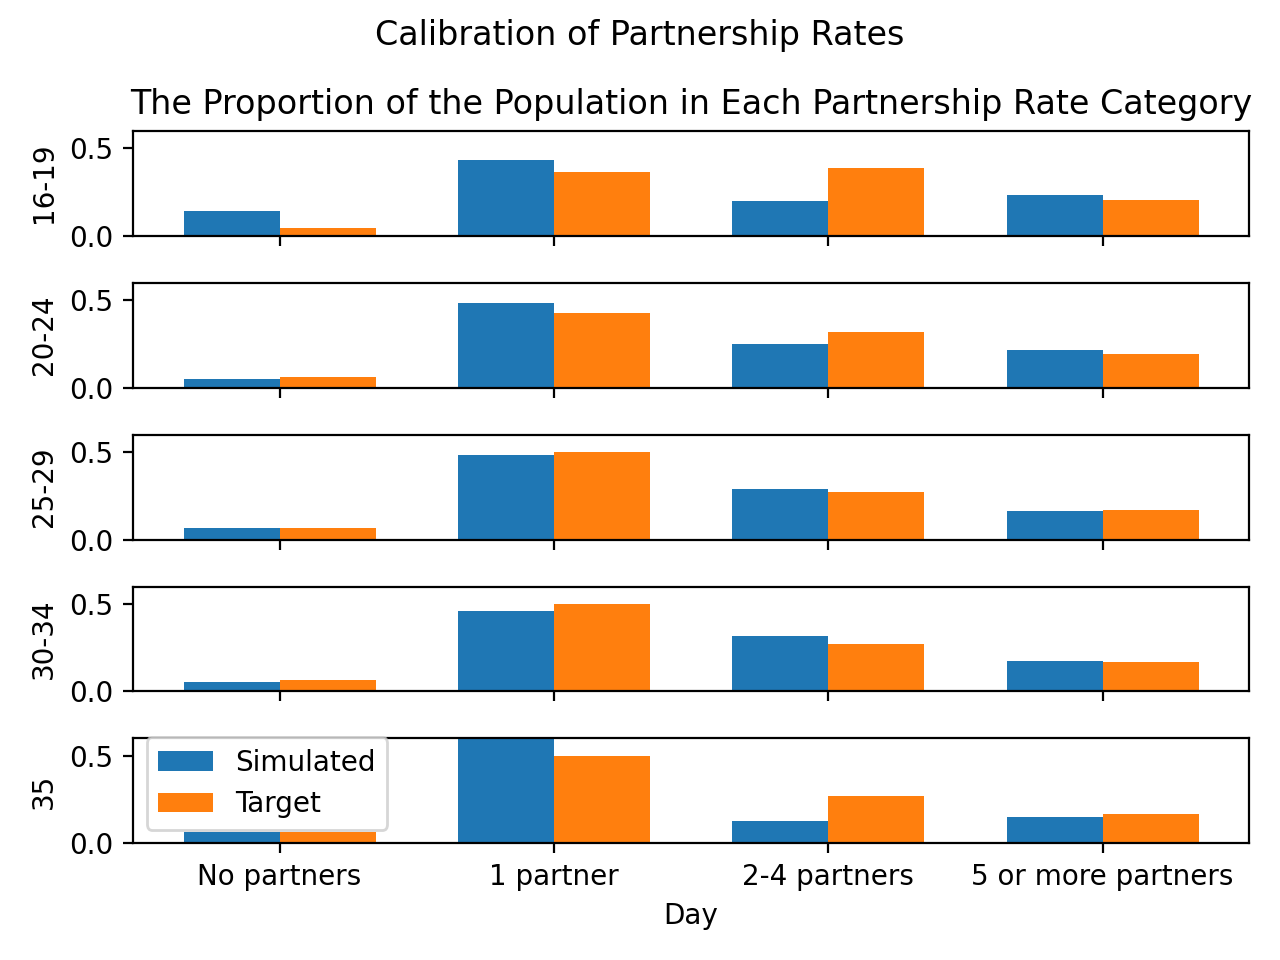 Calibration of Partnership Rates
The Proportion of the Population in Each Partnership Rate Category
0.5
16-19
0.0
0.5
20-24
0.0
0.5
25-29
0.0
0.5
30-34
0.0
0.5
35
0.0
Simulated
Target
No partners 1 partner 2-4 partners 5 or more partners
Day